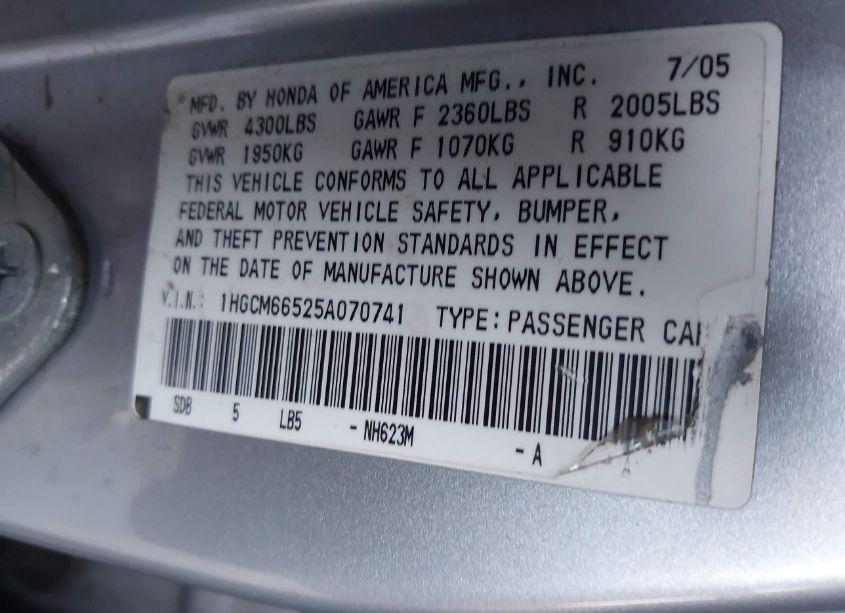 MFD. BY HONDA OF AMERICA MFG., INC. 7/05
GVWR 4300LBS GAWR F 2360LBS R 2005LBS
GVWR 1950KG GAWR F 1070KG R 910KG
THIS VEHICLE CONFORMS TO ALL APPLICABLE
FEDERAL MOTOR VEHICLE SAFETY, BUMPER,
AND THEFT PREVENTION STANDARDS IN EFFECT
ON THE DATE OF MANUFACTURE SHOWN ABOVE.
V.I.N.: 1HGCM66525A070741 TYPE: PASSENGER CAR
SDB 5 LB5 - NH623M - A